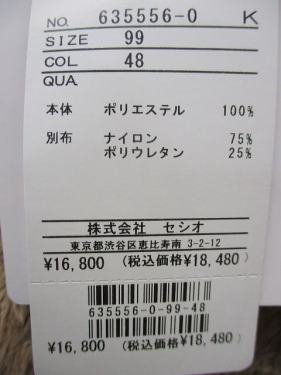 NO. 635556-0 K
SIZE 99
COL 48
QUA
本体 ポリエステル 100%
別布 ナイロン 75%
ポリウレタン 25%
株式会社 セシオ
東京都渋谷区恵比寿南 3-2-12
¥16,800 (税込価格¥18,480)
635556-0-99-48
¥16,800 (税込価格¥18,480)